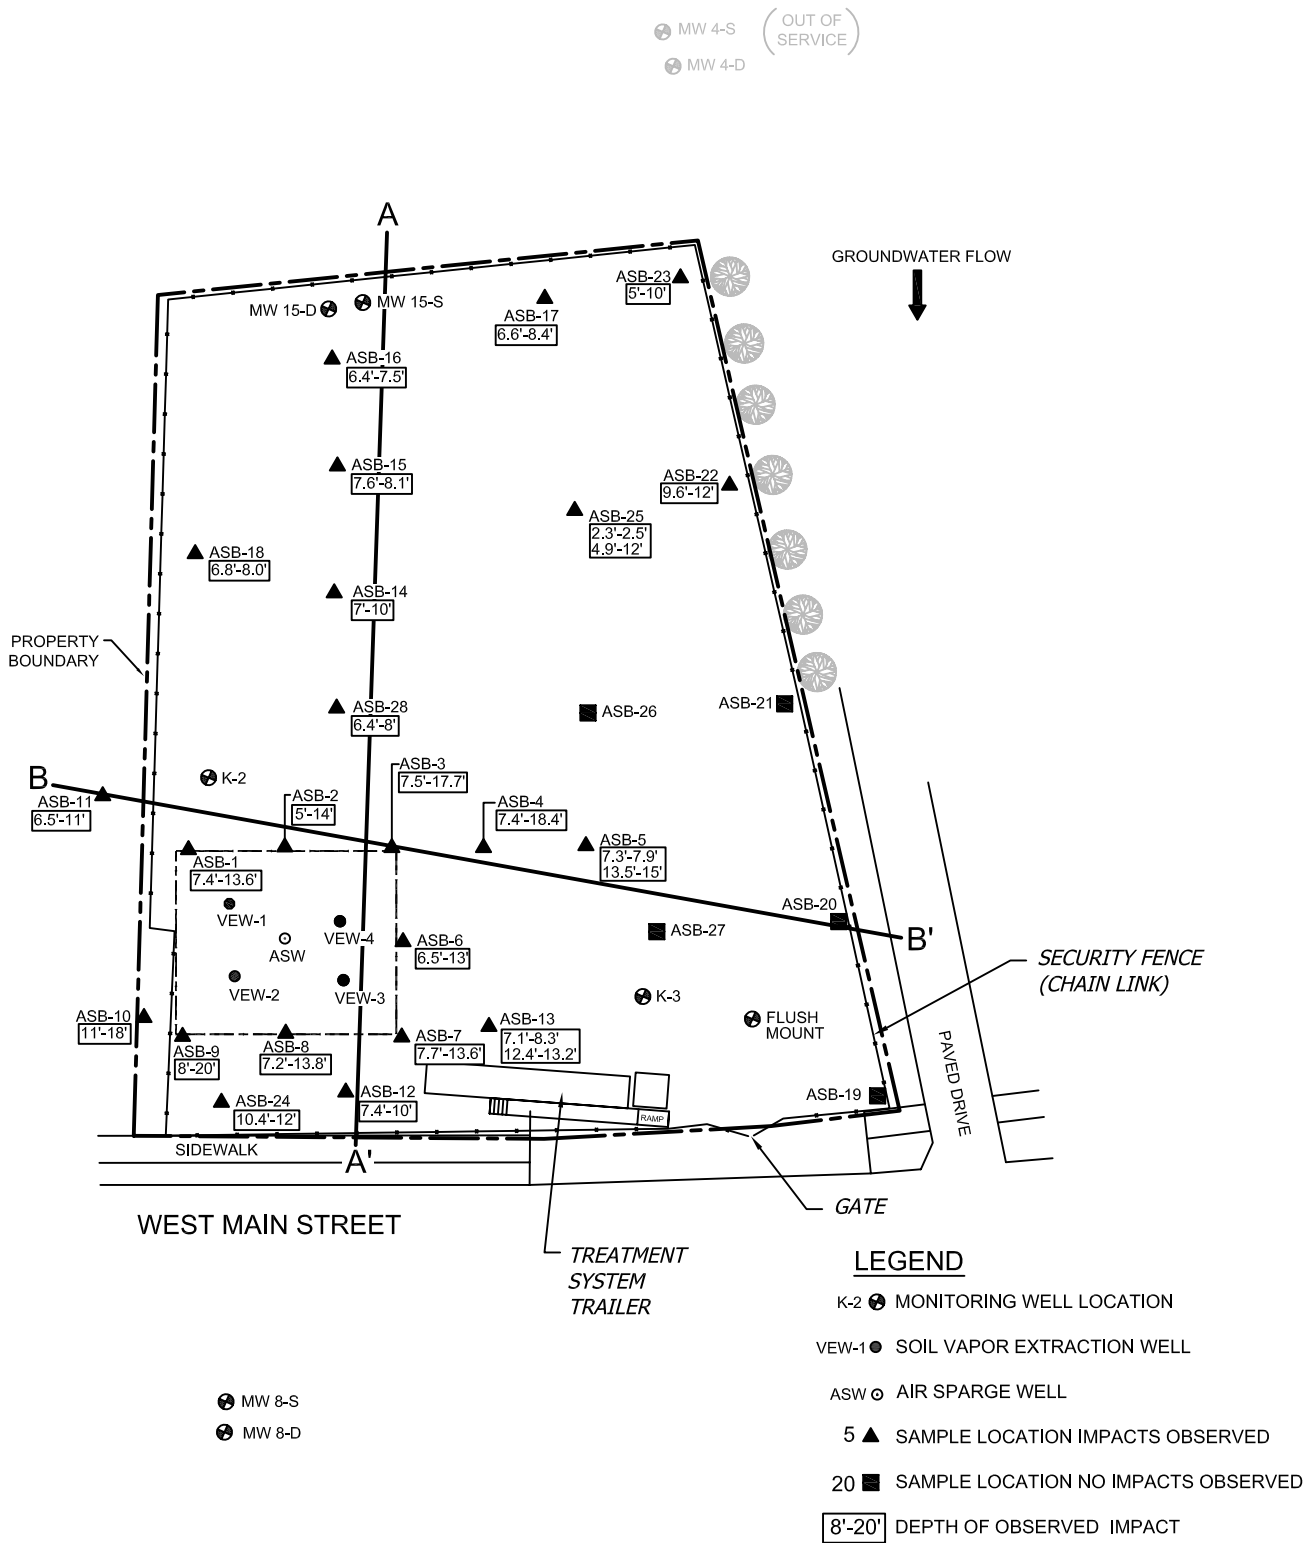 MW 4-S
OUT OF
SERVICE
MW 4-D
A
GROUNDWATER FLOW
ASB-23
5'-10'
MW 15-D
MW 15-S
ASB-17
6.6'-8.4'
ASB-16
6.4'-7.5'
ASB-15
7.6'-8.1'
ASB-22
9.6'-12'
ASB-25
2.3'-2.5'
4.9'-12'
ASB-18
6.8'-8.0'
ASB-14
7'-10'
PROPERTY
BOUNDARY
ASB-28
6.4'-8'
ASB-26
ASB-21
B
K-2
ASB-3
7.5'-17.7'
ASB-11
6.5'-11'
ASB-2
5'-14'
ASB-4
7.4'-18.4'
ASB-5
7.3'-7.9'
13.5'-15'
ASB-1
7.4'-13.6'
ASB-20
VEW-1
VEW-4
ASW
ASB-6
6.5'-13'
ASB-27
B'
SECURITY FENCE
(CHAIN LINK)
VEW-2
VEW-3
K-3
FLUSH
MOUNT
ASB-10
11'-18'
ASB-9
8'-20'
ASB-8
7.2'-13.8'
ASB-7
7.7'-13.6'
ASB-13
7.1'-8.3'
12.4'-13.2'
PAVED DRIVE
ASB-24
10.4'-12'
ASB-12
7.4'-10'
ASB-19
RAMP
SIDEWALK
A'
WEST MAIN STREET
GATE
TREATMENT
SYSTEM
TRAILER
LEGEND
K-2 MONITORING WELL LOCATION
VEW-1 SOIL VAPOR EXTRACTION WELL
ASW AIR SPARGE WELL
5 SAMPLE LOCATION IMPACTS OBSERVED
20 SAMPLE LOCATION NO IMPACTS OBSERVED
8'-20' DEPTH OF OBSERVED IMPACT
MW 8-S
MW 8-D